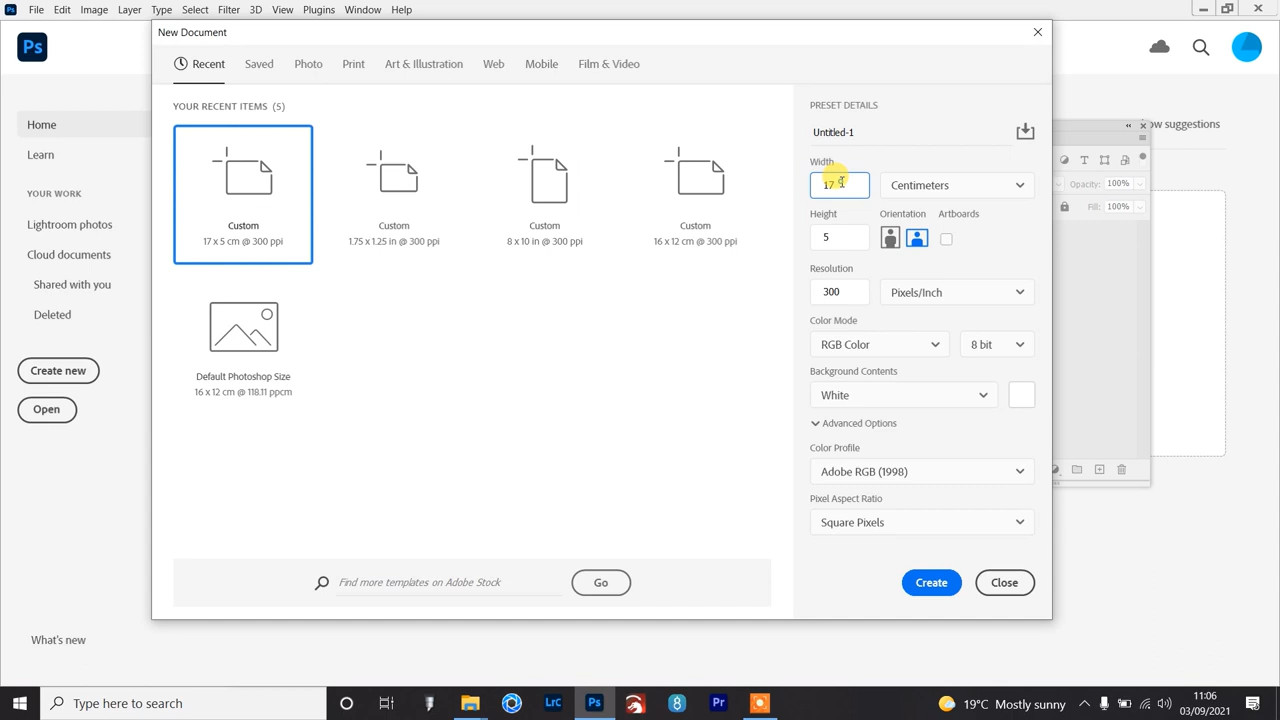 Ps File Edit Image Layer Type Select Filter 3D View Plugins Window Help
New Document
Ps
Recent Saved Photo Print Art & Illustration Web Mobile Film & Video
YOUR RECENT ITEMS (5)
PRESET DETAILS
Home
Untitled-1
ow suggestions
Learn
Width
17
Centimeters
Opacity: 100%
YOUR WORK
Fill: 100%
Height Orientation Artboards
Lightroom photos
Custom Custom Custom Custom
5
17 x 5 cm @ 300 ppi 1.75 x 1.25 in @ 300 ppi 8 x 10 in @ 300 ppi 16 x 12 cm @ 300 ppi
Cloud documents
Resolution
Shared with you
300 Pixels/Inch
Deleted
Color Mode
RGB Color 8 bit
Create new
Background Contents
Default Photoshop Size
16 x 12 cm @ 118.11 ppcm
White
Open
Advanced Options
Color Profile
Adobe RGB (1998)
Pixel Aspect Ratio
Square Pixels
Find more templates on Adobe Stock Go
Create Close
What's new
Type here to search
LrC Ps 8 Pr
19°C Mostly sunny
11:06
03/09/2021